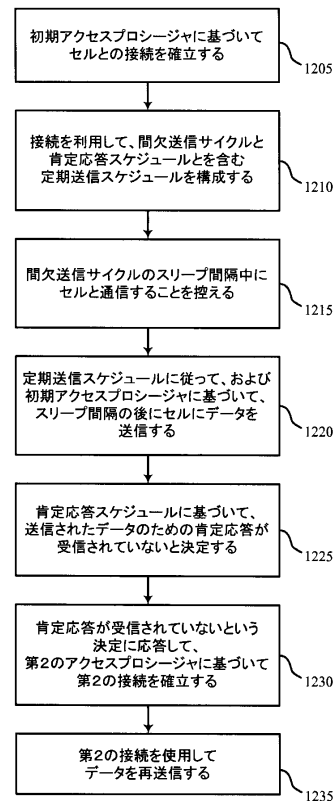 初期アクセスプロシージャに基づいて
セルとの接続を確立する
1205
接続を利用して、間欠送信サイクルと
肯定応答スケジュールとを含む
定期送信スケジュールを構成する
1210
間欠送信サイクルのスリープ間隔中に
セルと通信することを控える
1215
定期送信スケジュールに従って、および
初期アクセスプロシージャに基づいて、
スリープ間隔の後にセルにデータを
送信する
1220
肯定応答スケジュールに基づいて、
送信されたデータのための肯定応答が
受信されていないと決定する
1225
肯定応答が受信されていないという
決定に応答して、
第2のアクセスプロシージャに基づいて
第2の接続を確立する
1230
第2の接続を使用して
データを再送信する
1235